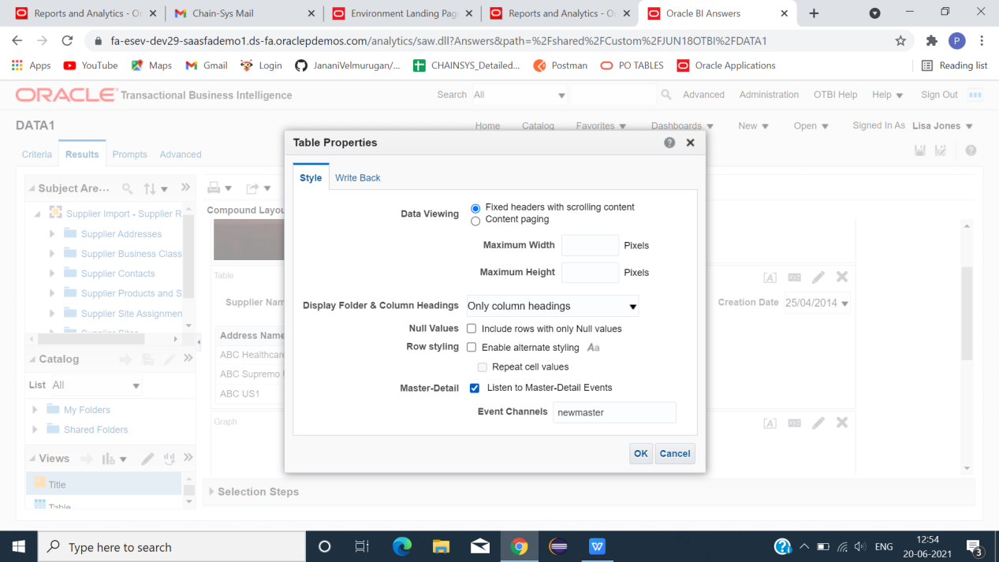 Reports and Analytics - Or
Chain-Sys Mail
Environment Landing Pag
Reports and Analytics - O
Oracle BI Answers
fa-esev-dev29-saasfademo1.ds-fa.oraclepdemos.com/analytics/saw.dll?Answers&path=%2Fshared%2FCustom%2FJUN18OTBI%2FDATA1
P
Apps
YouTube
Maps
Gmail
Login
JananiVelmurugan/...
CHAINSYS_Detailed...
Postman
PO TABLES
Oracle Applications
Reading list
ORACLE Transactional Business Intelligence
Search All
Advanced
Administration
OTBI Help
Help
Sign Out
DATA1
Home
Catalog
Favorites
Dashboards
New
Open
Signed In As Lisa Jones
Criteria
Results
Prompts
Advanced
Subject Are...
Supplier Import - Supplier R
Supplier Addresses
Supplier Business Class
Supplier Contacts
Supplier Products and S
Supplier Site Assignmen
Supplier Sites
Catalog
List All
My Folders
Shared Folders
Views
Title
Table
Compound Layou
Table
Supplier Nam
Creation Date 25/04/2014
Address Name
ABC Healthcare
ABC Supremo
ABC US1
Graph
Selection Steps
Table Properties
Style
Write Back
Data Viewing
Fixed headers with scrolling content
Content paging
Maximum Width Pixels
Maximum Height Pixels
Display Folder & Column Headings Only column headings
Null Values Include rows with only Null values
Row styling Enable alternate styling Aa
Repeat cell values
Master-Detail Listen to Master-Detail Events
Event Channels newmaster
OK
Cancel
Type here to search
W
ENG
12:54
20-06-2021
3